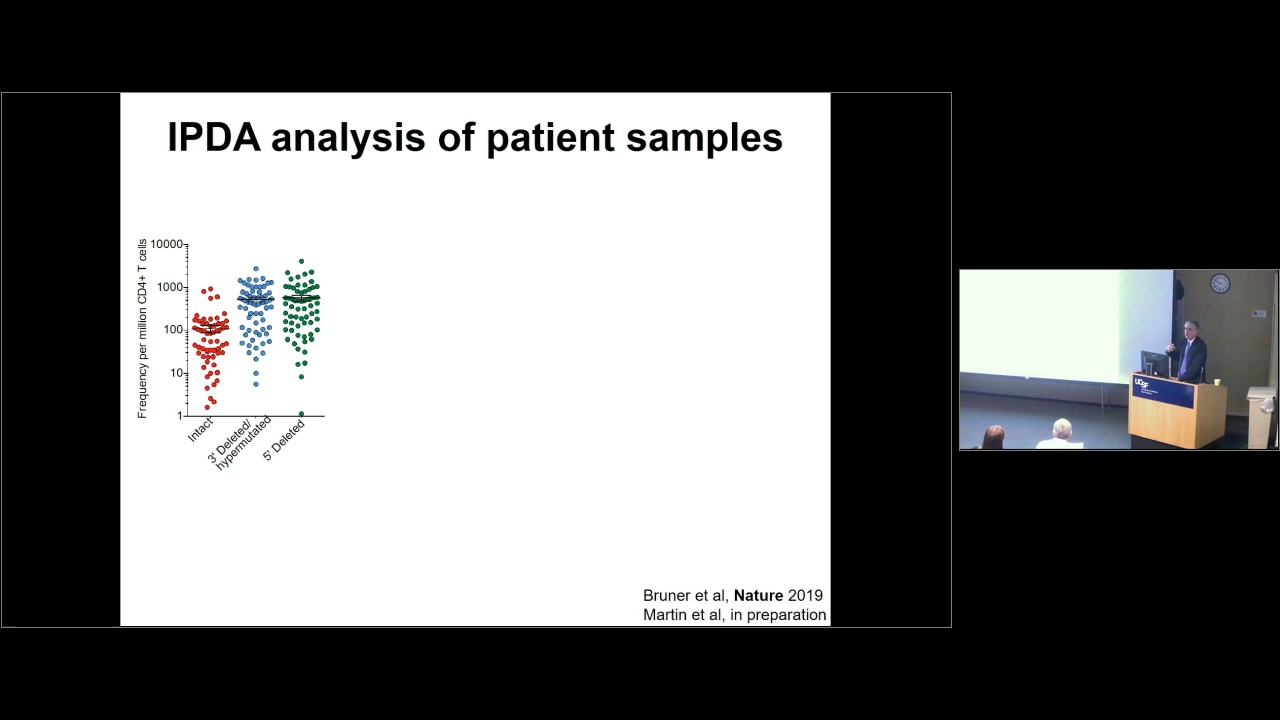 IPDA analysis of patient samples
Frequency per million CD4+ T cells
10000
1000
100
10
1
Intact
3' Deleted/
hypermutated
5' Deleted
Bruner et al, Nature 2019
Martin et al, in preparation
UCSF